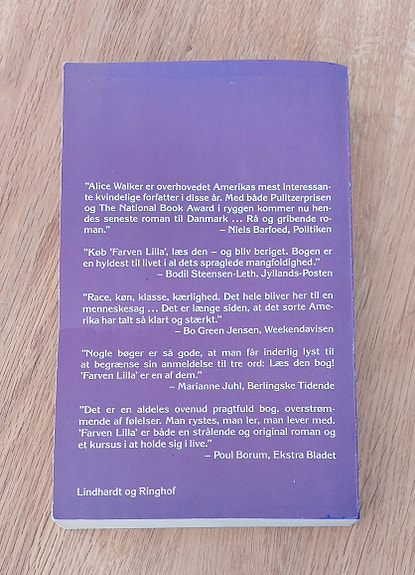 "Alice Walker er overhovedet Amerikas mest interessan-
te kvindelige forfatter i disse år. Med både Pulitzerprisen
og The National Book Award i ryggen kommer nu hen-
des seneste roman til Danmark ... Rå og gribende ro-
man." – Niels Barfoed, Politiken
"Køb 'Farven Lilla', læs den – og bliv beriget. Bogen er
en hyldest til livet i al dets spraglede mangfoldighed."
– Bodil Steensen-Leth, Jyllands-Posten
"Race, køn, klasse, kærlighed. Det hele bliver her til en
menneskesag ... Det er længe siden, at det sorte Ame-
rika har talt så klart og stærkt."
– Bo Green Jensen, Weekendavisen
"Nogle bøger er så gode, at man får inderlig lyst til
at begrænse sin anmeldelse til tre ord: Læs den bog!
'Farven Lilla' er en af dem."
– Marianne Juhl, Berlingske Tidende
"Det er en aldeles ovenud pragtfuld bog, overstrøm-
mende af følelser. Man rystes, man ler, man lever med.
'Farven Lilla' er både en strålende og original roman og
et kursus i at holde sig i live."
– Poul Borum, Ekstra Bladet
Lindhardt og Ringhof